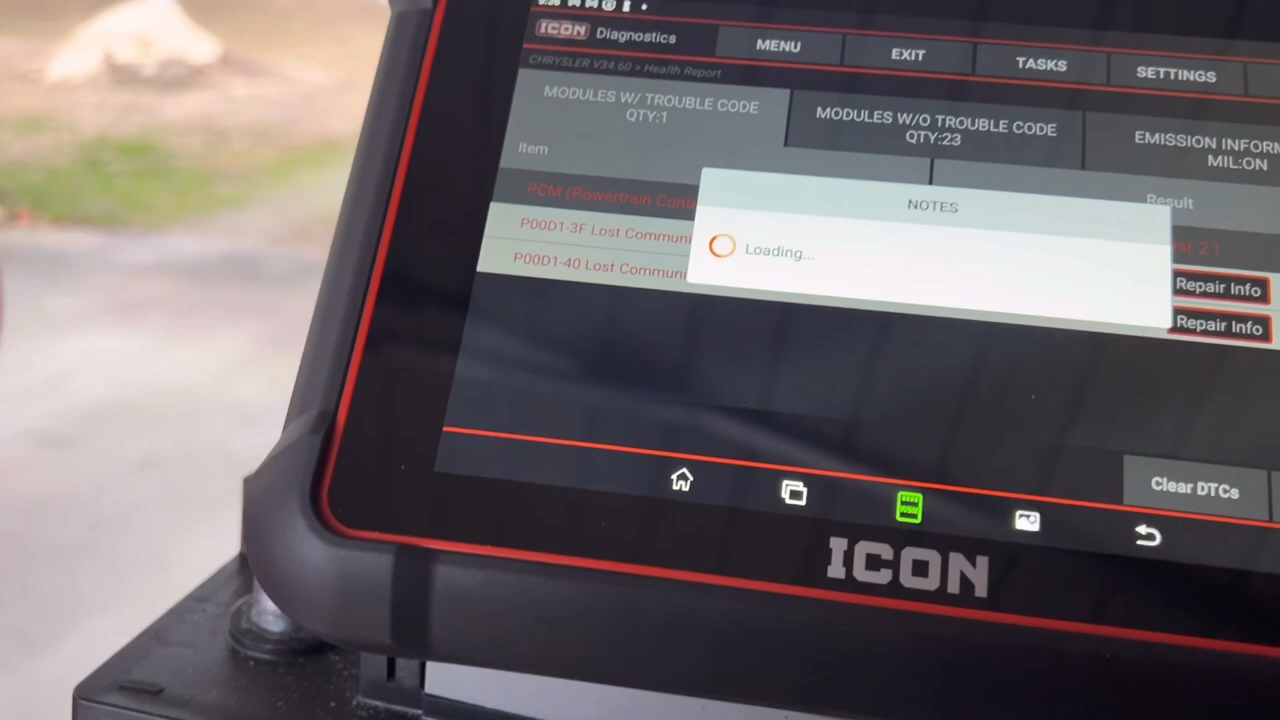 ICON Diagnostics
MENU
EXIT
TASKS
SETTINGS
CHRYSLER V34.60 > Health Report
MODULES W/ TROUBLE CODE
QTY:1
MODULES W/O TROUBLE CODE
QTY:23
EMISSION INFORM
MIL:ON
Item
Result
PCM (Powertrain Contr
P00D1-3F Lost Communi
Repair Info
P00D1-40 Lost Communi
Repair Info
NOTES
Loading...
Clear DTCs
ICON